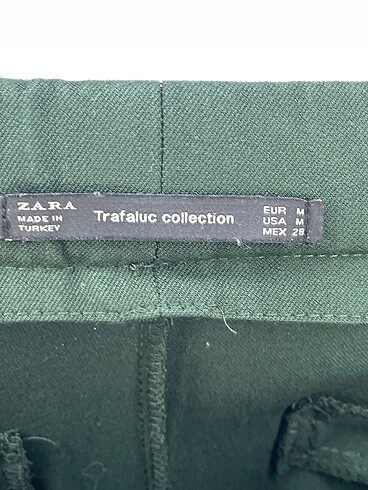 ZARA
MADE IN
TURKEY
Trafaluc collection
EUR M
USA M
MEX 28